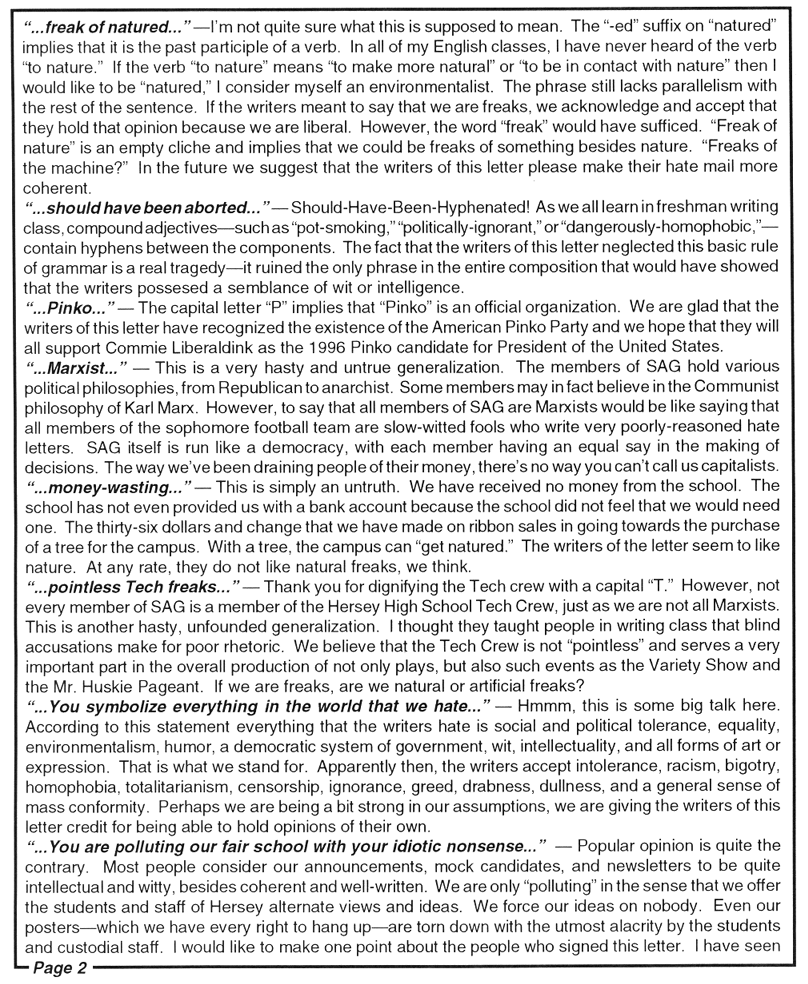 “...freak of natured...” —I’m not quite sure what this is supposed to mean. The “-ed” suffix on “natured”
implies that it is the past participle of a verb. In all of my English classes, I have never heard of the verb
“to nature.” If the verb “to nature” means “to make more natural” or “to be in contact with nature” then I
would like to be “natured,” I consider myself an environmentalist. The phrase still lacks parallelism with
the rest of the sentence. If the writers meant to say that we are freaks, we acknowledge and accept that
they hold that opinion because we are liberal. However, the word “freak” would have sufficed. “Freak of
nature” is an empty cliche and implies that we could be freaks of something besides nature. “Freaks of
the machine?” In the future we suggest that the writers of this letter please make their hate mail more
coherent.
“...should have been aborted...” — Should-Have-Been-Hyphenated! As we all learn in freshman writing
class, compound adjectives—such as “pot-smoking,” “politically-ignorant,” or “dangerously-homophobic,”—
contain hyphens between the components. The fact that the writers of this letter neglected this basic rule
of grammar is a real tragedy—it ruined the only phrase in the entire composition that would have showed
that the writers possesed a semblance of wit or intelligence.
“...Pinko...” — The capital letter “P” implies that “Pinko” is an official organization. We are glad that the
writers of this letter have recognized the existence of the American Pinko Party and we hope that they will
all support Commie Liberaldink as the 1996 Pinko candidate for President of the United States.
“...Marxist...” — This is a very hasty and untrue generalization. The members of SAG hold various
political philosophies, from Republican to anarchist. Some members may in fact believe in the Communist
philosophy of Karl Marx. However, to say that all members of SAG are Marxists would be like saying that
all members of the sophomore football team are slow-witted fools who write very poorly-reasoned hate
letters. SAG itself is run like a democracy, with each member having an equal say in the making of
decisions. The way we’ve been draining people of their money, there’s no way you can’t call us capitalists.
“...money-wasting...” — This is simply an untruth. We have received no money from the school. The
school has not even provided us with a bank account because the school did not feel that we would need
one. The thirty-six dollars and change that we have made on ribbon sales in going towards the purchase
of a tree for the campus. With a tree, the campus can “get natured.” The writers of the letter seem to like
nature. At any rate, they do not like natural freaks, we think.
“...pointless Tech freaks...” — Thank you for dignifying the Tech crew with a capital “T.” However, not
every member of SAG is a member of the Hersey High School Tech Crew, just as we are not all Marxists.
This is another hasty, unfounded generalization. I thought they taught people in writing class that blind
accusations make for poor rhetoric. We believe that the Tech Crew is not “pointless” and serves a very
important part in the overall production of not only plays, but also such events as the Variety Show and
the Mr. Huskie Pageant. If we are freaks, are we natural or artificial freaks?
“...You symbolize everything in the world that we hate...” — Hmmm, this is some big talk here.
According to this statement everything that the writers hate is social and political tolerance, equality,
environmentalism, humor, a democratic system of government, wit, intellectuality, and all forms of art or
expression. That is what we stand for. Apparently then, the writers accept intolerance, racism, bigotry,
homophobia, totalitarianism, censorship, ignorance, greed, drabness, dullness, and a general sense of
mass conformity. Perhaps we are being a bit strong in our assumptions, we are giving the writers of this
letter credit for being able to hold opinions of their own.
“...You are polluting our fair school with your idiotic nonsense...” — Popular opinion is quite the
contrary. Most people consider our announcements, mock candidates, and newsletters to be quite
intellectual and witty, besides coherent and well-written. We are only “polluting” in the sense that we offer
the students and staff of Hersey alternate views and ideas. We force our ideas on nobody. Even our
posters—which we have every right to hang up—are torn down with the utmost alacrity by the students
and custodial staff. I would like to make one point about the people who signed this letter. I have seen
Page 2